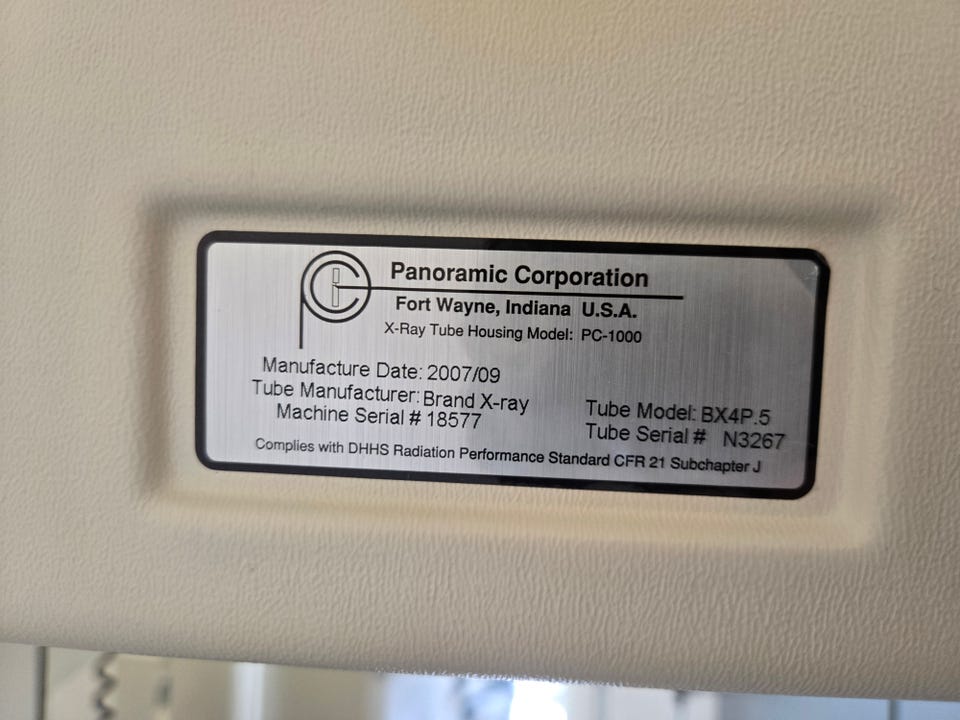 Panoramic Corporation
Fort Wayne, Indiana U.S.A.
X-Ray Tube Housing Model: PC-1000
Manufacture Date: 2007/09
Tube Manufacturer: Brand X-ray
Machine Serial # 18577
Tube Model: BX4P.5
Tube Serial # N3267
Complies with DHHS Radiation Performance Standard CFR 21 Subchapter J